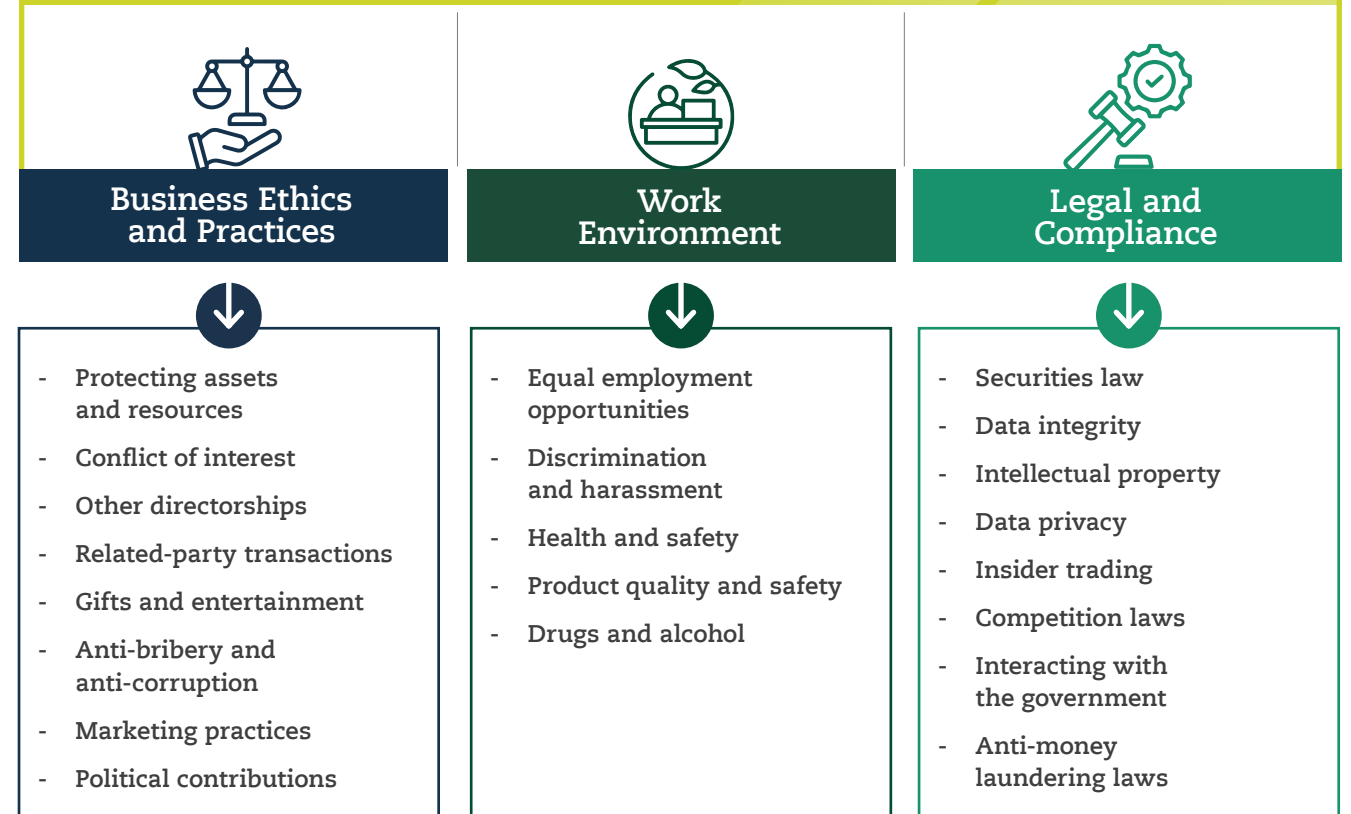 Business Ethics
and Practices
- Protecting assets
and resources
- Conflict of interest
- Other directorships
- Related-party transactions
- Gifts and entertainment
- Anti-bribery and
anti-corruption
- Marketing practices
- Political contributions
Work
Environment
- Equal employment
opportunities
- Discrimination
and harassment
- Health and safety
- Product quality and safety
- Drugs and alcohol
Legal and
Compliance
- Securities law
- Data integrity
- Intellectual property
- Data privacy
- Insider trading
- Competition laws
- Interacting with
the government
- Anti-money
laundering laws